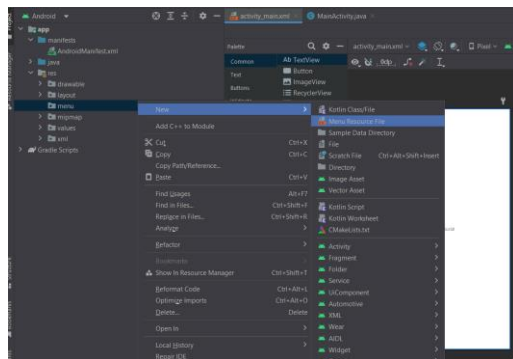 Android
activity_main.xml
MainActivity.java
app
manifests
AndroidManifest.xml
java
res
drawable
layout
menu
mipmap
values
xml
Gradle Scripts
Palette
activity_main.xml
Pixel
Common
Text
Buttons
Ab TextView
Button
ImageView
RecyclerView
0dp
New
Add C++ to Module
Cut Ctrl+X
Copy Ctrl+C
Copy Path/Reference...
Paste Ctrl+V
Find Usages Alt+F7
Find in Files... Ctrl+Shift+F
Replace in Files... Ctrl+Shift+R
Analyze
Refactor
Bookmarks
Show In Resource Manager Ctrl+Shift+T
Reformat Code Ctrl+Alt+L
Optimize Imports Ctrl+Alt+O
Delete... Delete
Open In
Local History
Repair IDE
Kotlin Class/File
Menu Resource File
Sample Data Directory
File
Scratch File Ctrl+Alt+Shift+Insert
Directory
Image Asset
Vector Asset
Kotlin Script
Kotlin Worksheet
CMakeLists.txt
Activity
Fragment
Folder
Service
UiComponent
Automotive
XML
Wear
AIDL
Widget